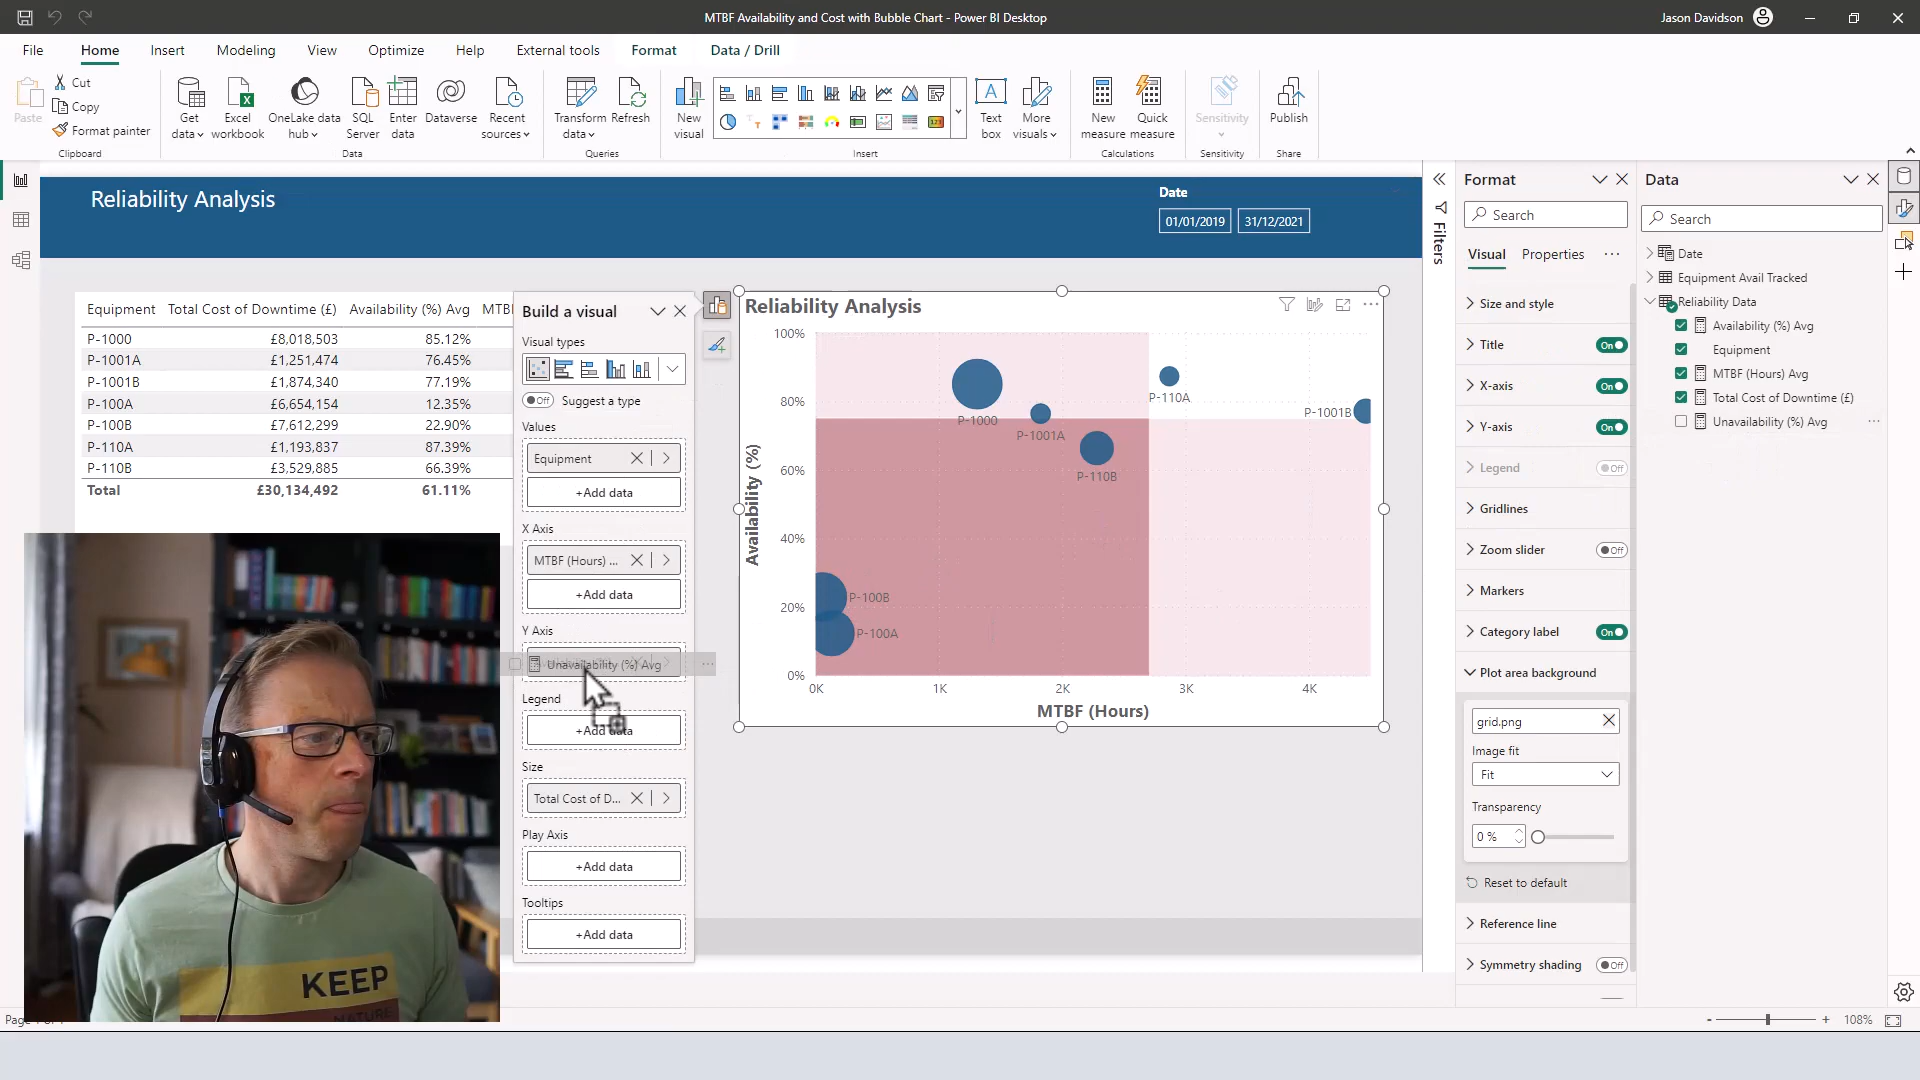 MTBF Availability and Cost with Bubble Chart - Power BI Desktop
Jason Davidson
File
Home
Insert
Modeling
View
Optimize
Help
External tools
Format
Data / Drill
Paste
Cut
Copy
Format painter
Clipboard
Get data
Excel workbook
OneLake data hub
SQL Server
Enter data
Dataverse
Recent sources
Data
Transform data
Refresh
Queries
New visual
Text box
More visuals
Insert
New measure
Quick measure
Calculations
Sensitivity
Sensitivity
Publish
Share
Reliability Analysis
Date
01/01/2019
31/12/2021
Equipment Total Cost of Downtime (£) Availability (%) Avg
P-1000 £8,018,503 85.12%
P-1001A £1,251,474 76.45%
P-1001B £1,874,340 77.19%
P-100A £6,654,154 12.35%
P-100B £7,612,299 22.90%
P-110A £1,193,837 87.39%
P-110B £3,529,885 66.39%
Total £30,134,492 61.11%
Build a visual
Visual types
Off Suggest a type
Values
Equipment
+Add data
X Axis
MTBF (Hours) ...
+Add data
Y Axis
Unavailability (%) Avg
Legend
+Add data
Size
Total Cost of D...
Play Axis
+Add data
Tooltips
+Add data
Reliability Analysis
100%
80%
60%
40%
20%
0%
Availability (%)
P-1000
P-1001A
P-110A
P-1001B
P-110B
P-100B
P-100A
0K 1K 2K 3K 4K
MTBF (Hours)
Filters
Format
Search
Visual
Properties
Size and style
Title On
X-axis On
Y-axis On
Legend Off
Gridlines
Zoom slider Off
Markers
Category label On
Plot area background
grid.png
Image fit
Fit
Transparency
0 %
Reset to default
Reference line
Symmetry shading Off
Data
Search
Date
Equipment Avail Tracked
Reliability Data
Availability (%) Avg
Equipment
MTBF (Hours) Avg
Total Cost of Downtime (£)
Unavailability (%) Avg
KEEP
NATURE
Page
108%